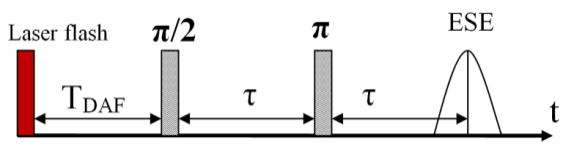 Laser flash π/2 π ESE
T_DAF τ τ t